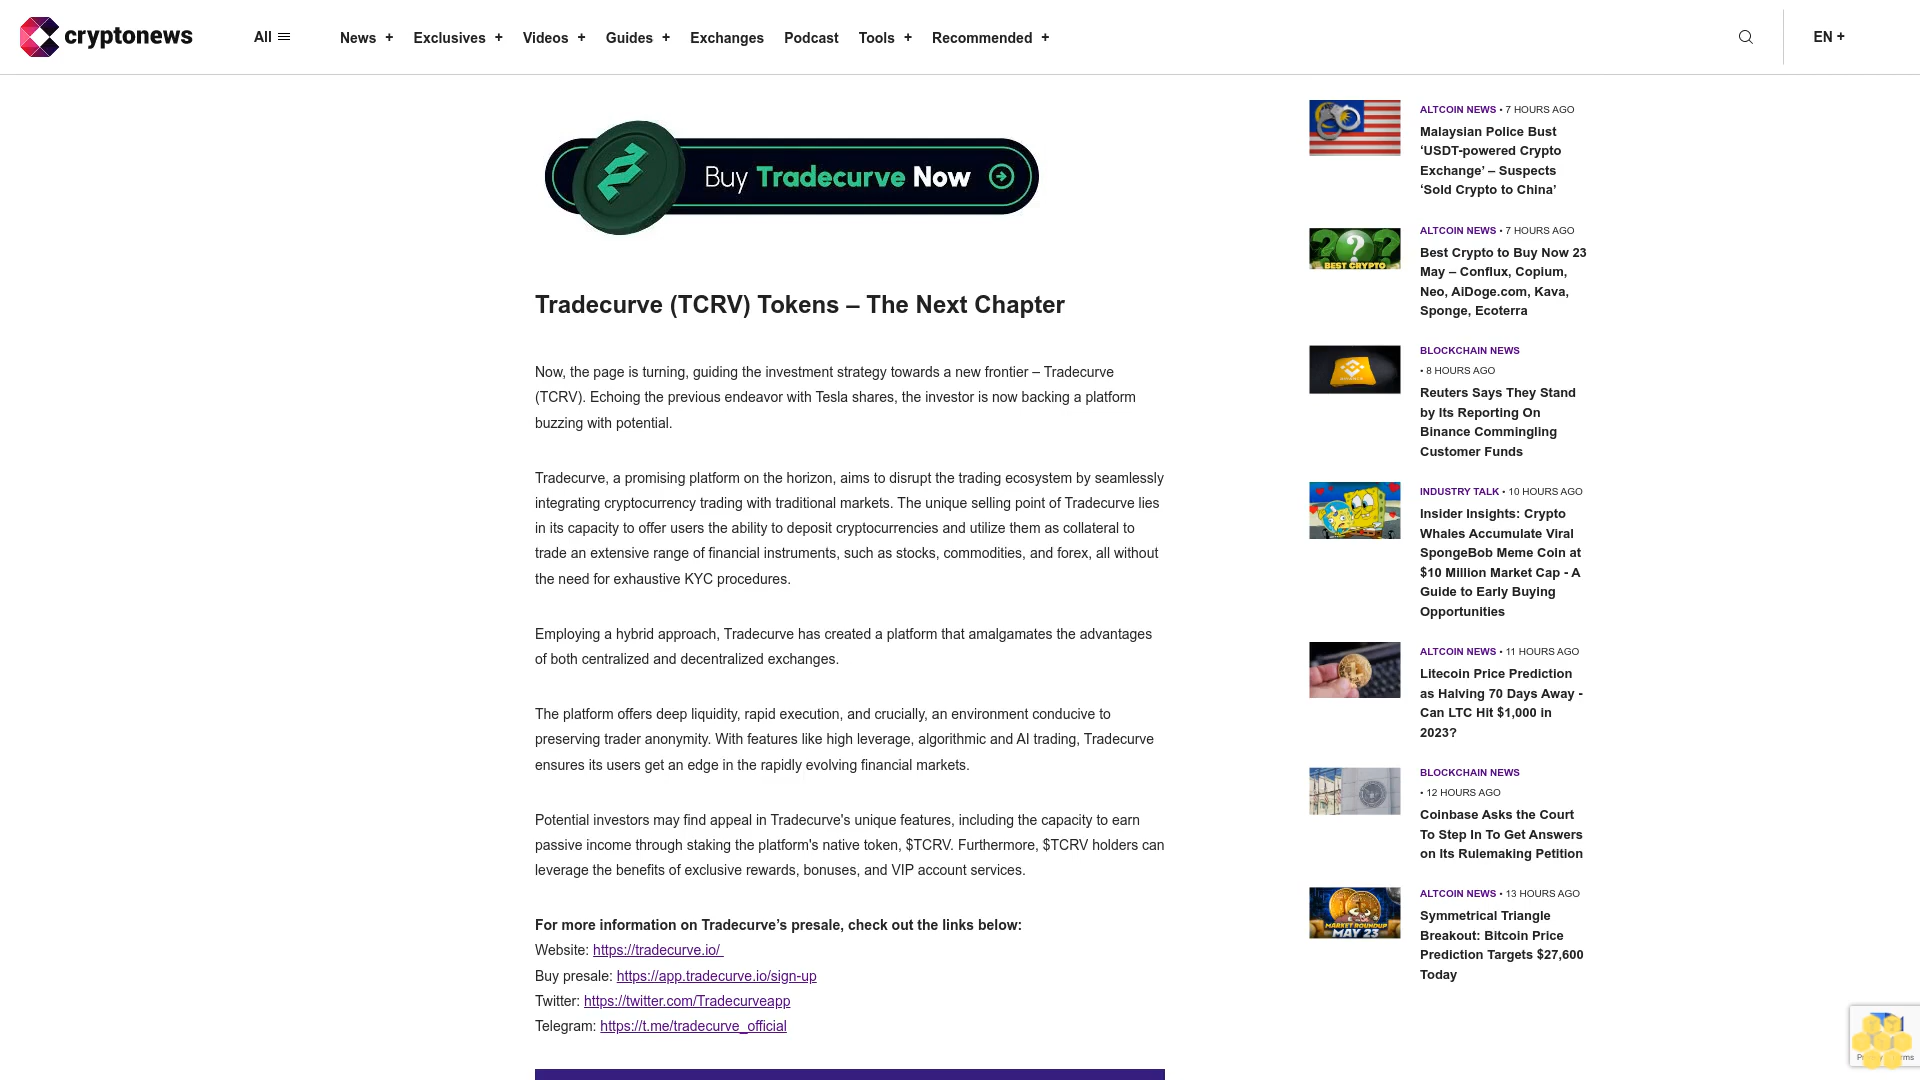 cryptonews
All
News +
Exclusives +
Videos +
Guides +
Exchanges
Podcast
Tools +
Recommended +
EN +
Buy Tradecurve Now
Tradecurve (TCRV) Tokens – The Next Chapter
Now, the page is turning, guiding the investment strategy towards a new frontier – Tradecurve
(TCRV). Echoing the previous endeavor with Tesla shares, the investor is now backing a platform
buzzing with potential.
Tradecurve, a promising platform on the horizon, aims to disrupt the trading ecosystem by seamlessly
integrating cryptocurrency trading with traditional markets. The unique selling point of Tradecurve lies
in its capacity to offer users the ability to deposit cryptocurrencies and utilize them as collateral to
trade an extensive range of financial instruments, such as stocks, commodities, and forex, all without
the need for exhaustive KYC procedures.
Employing a hybrid approach, Tradecurve has created a platform that amalgamates the advantages
of both centralized and decentralized exchanges.
The platform offers deep liquidity, rapid execution, and crucially, an environment conducive to
preserving trader anonymity. With features like high leverage, algorithmic and AI trading, Tradecurve
ensures its users get an edge in the rapidly evolving financial markets.
Potential investors may find appeal in Tradecurve's unique features, including the capacity to earn
passive income through staking the platform's native token, $TCRV. Furthermore, $TCRV holders can
leverage the benefits of exclusive rewards, bonuses, and VIP account services.
For more information on Tradecurve’s presale, check out the links below:
Website: https://tradecurve.io/
Buy presale: https://app.tradecurve.io/sign-up
Twitter: https://twitter.com/Tradecurveapp
Telegram: https://t.me/tradecurve_official
ALTCOIN NEWS • 7 HOURS AGO
Malaysian Police Bust
‘USDT-powered Crypto
Exchange’ – Suspects
‘Sold Crypto to China’
BEST CRYPTO
ALTCOIN NEWS • 7 HOURS AGO
Best Crypto to Buy Now 23
May – Conflux, Copium,
Neo, AiDoge.com, Kava,
Sponge, Ecoterra
BLOCKCHAIN NEWS
• 8 HOURS AGO
Reuters Says They Stand
by Its Reporting On
Binance Commingling
Customer Funds
INDUSTRY TALK • 10 HOURS AGO
Insider Insights: Crypto
Whales Accumulate Viral
SpongeBob Meme Coin at
$10 Million Market Cap - A
Guide to Early Buying
Opportunities
ALTCOIN NEWS • 11 HOURS AGO
Litecoin Price Prediction
as Halving 70 Days Away -
Can LTC Hit $1,000 in
2023?
BLOCKCHAIN NEWS
• 12 HOURS AGO
Coinbase Asks the Court
To Step In To Get Answers
on Its Rulemaking Petition
MARKET ROUNDUP
MAY 23
ALTCOIN NEWS • 13 HOURS AGO
Symmetrical Triangle
Breakout: Bitcoin Price
Prediction Targets $27,600
Today